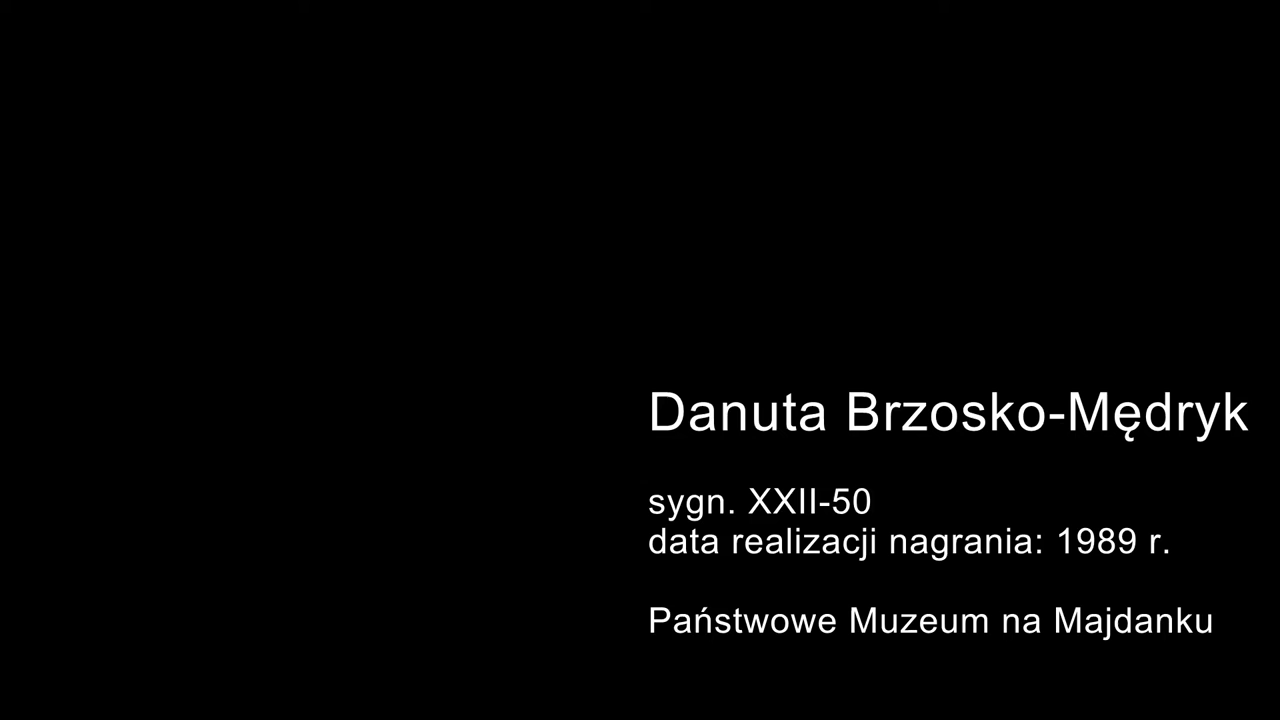 Danuta Brzosko-Mędryk
sygn. XXII-50
data realizacji nagrania: 1989 r.
Państwowe Muzeum na Majdanku